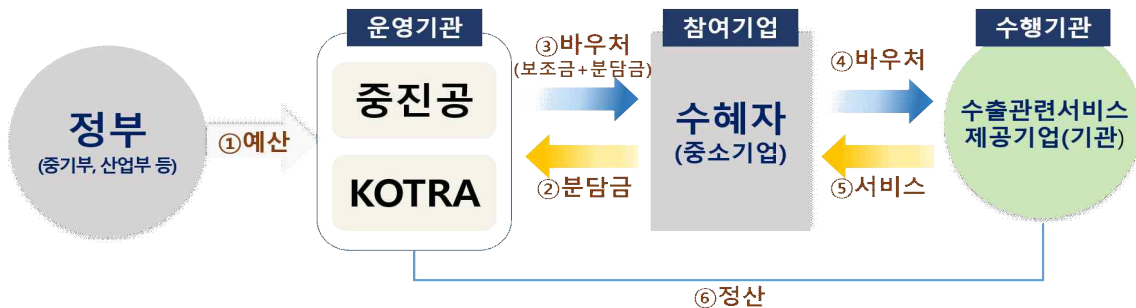 운영기관
참여기업
수행기관
정부
(중기부, 산업부 등)
①예산
중진공
KOTRA
③바우처
(보조금+분담금)
②분담금
수혜자
(중소기업)
④바우처
⑤서비스
수출관련서비스
제공기업(기관)
⑥정산